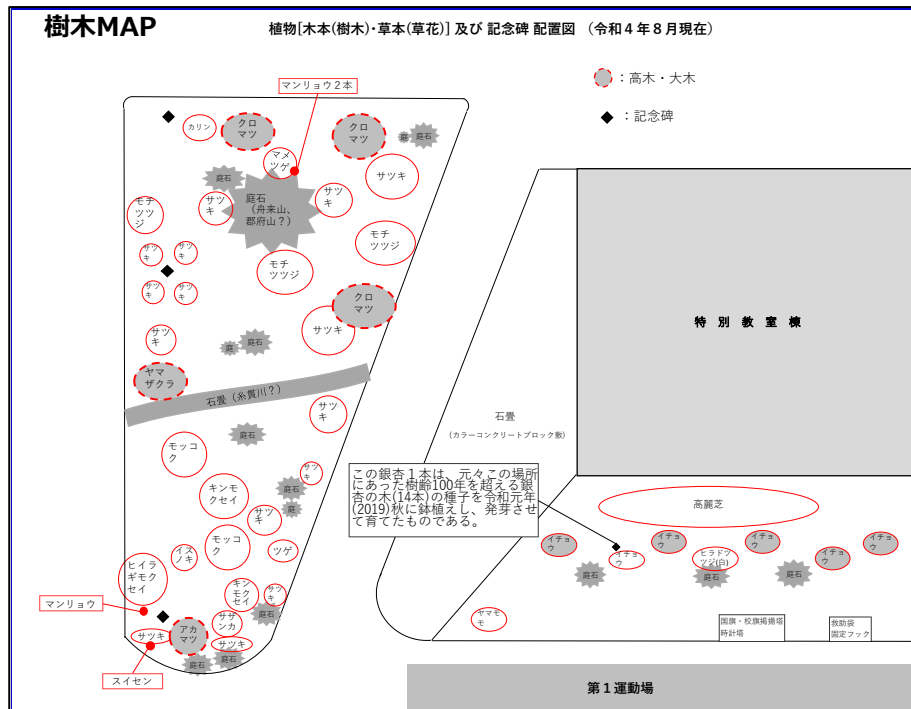 樹木MAP
植物[木本(樹木)・草本(草花)] 及び 記念碑 配置図 （令和４年８月現在）
：高木・大木
：記念碑
マンリョウ２本
カリン
クロ
マツ
クロ
マツ
庭
庭石
マメ
ツゲ
サツキ
庭石
庭石
（舟来山、
郡府山？）
サツ
キ
サツ
キ
モチ
ツツ
ジ
モチ
ツツジ
サツ
キ
サツ
キ
サツ
キ
サツ
キ
モチ
ツツジ
クロ
マツ
サツキ
サツ
キ
庭
庭石
ヤマ
ザクラ
石畳（糸貫川？）
サツ
キ
庭石
モッコ
ク
サツ
キ
庭石
庭
キンモ
クセイ
サツ
キ
モッコ
ク
ツゲ
イズ
ノキ
ヒイラ
ギモク
セイ
キン
モク
セイ
サツ
キ
庭石
マンリョウ
ササ
ンカ
アカ
マツ
サツキ
サツキ
庭石
庭石
スイセン
特別教室棟
石畳
(カラーコンクリートブロック敷)
この銀杏１本は、元々この場所
にあった樹齢100年を超える銀
杏の木(14本)の種子を令和元年
(2019)秋に鉢植えし、発芽させ
て育てたものである。
高麗芝
イチョ
ウ
イチョ
ウ
イチョ
ウ
ヒラドツ
ツジ(白)
イチョ
ウ
イチョ
ウ
イチョ
ウ
庭石
庭石
庭石
ヤマモ
モ
国旗・校旗掲揚塔
時計塔
救助袋
固定フック
第１運動場